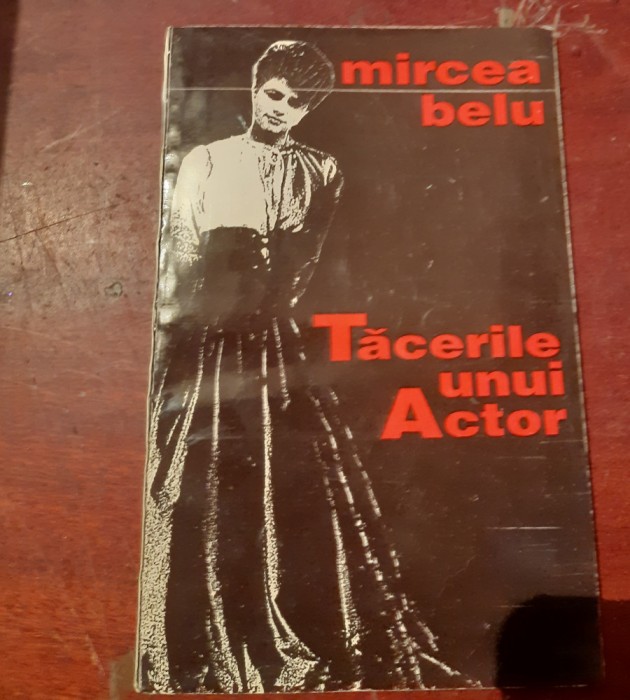 mircea
belu
Tăcerile
unui
Actor